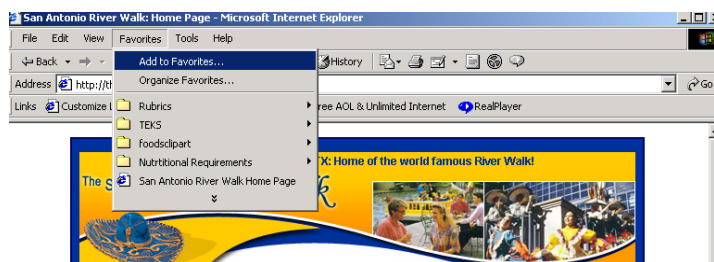 San Antonio River Walk: Home Page - Microsoft Internet Explorer
File Edit View Favorites Tools Help
Back History
Add to Favorites...
Address http://th Go
Organize Favorites...
Links Customize L ree AOL & Unlimited Internet RealPlayer
Rubrics
TEKS
foodsclipart
Nutrtitional Requirements
X: Home of the world famous River Walk!
The S
San Antonio River Walk Home Page
k